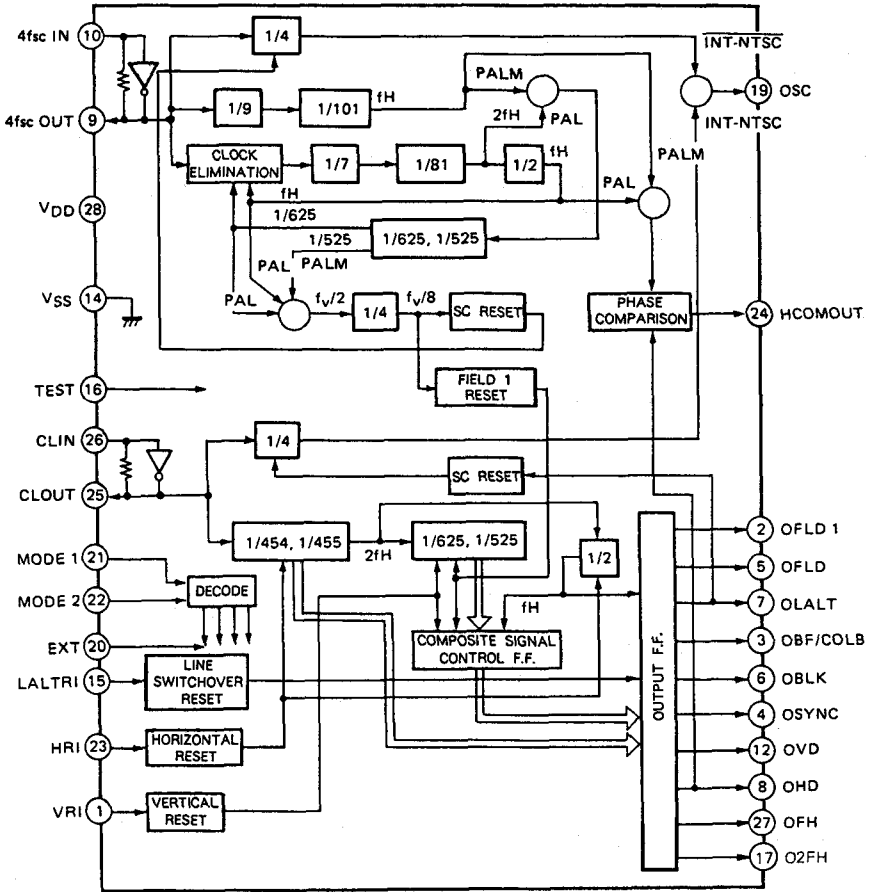 4fsc IN 10
1/4
INT-NTSC
19 OSC
INT-NTSC
4fsc OUT 9
1/9
1/101
fH
PALM
2fH
PAL
PALM
CLOCK
ELIMINATION
1/7
1/81
1/2
fH
PAL
VDD 28
fH
1/625
1/525
1/625, 1/525
PAL
PALM
VSS 14
PAL
fv/2
1/4
fv/8
SC RESET
PHASE
COMPARISON
24 HCOMOUT
TEST 16
FIELD 1
RESET
CLIN 26
1/4
SC RESET
CLOUT 25
1/454, 1/455
2fH
1/625, 1/525
1/2
2 OFLD 1
MODE 1 21
5 OFLD
DECODE
MODE 2 22
fH
7 OLALT
EXT 20
COMPOSITE SIGNAL
CONTROL F.F.
3 OBF/COLB
LALTRI 15
LINE
SWITCHOVER
RESET
OUTPUT F.F.
6 OBLK
4 OSYNC
HRI 23
HORIZONTAL
RESET
12 OVD
8 OHD
VRI 1
VERTICAL
RESET
27 OFH
17 O2FH